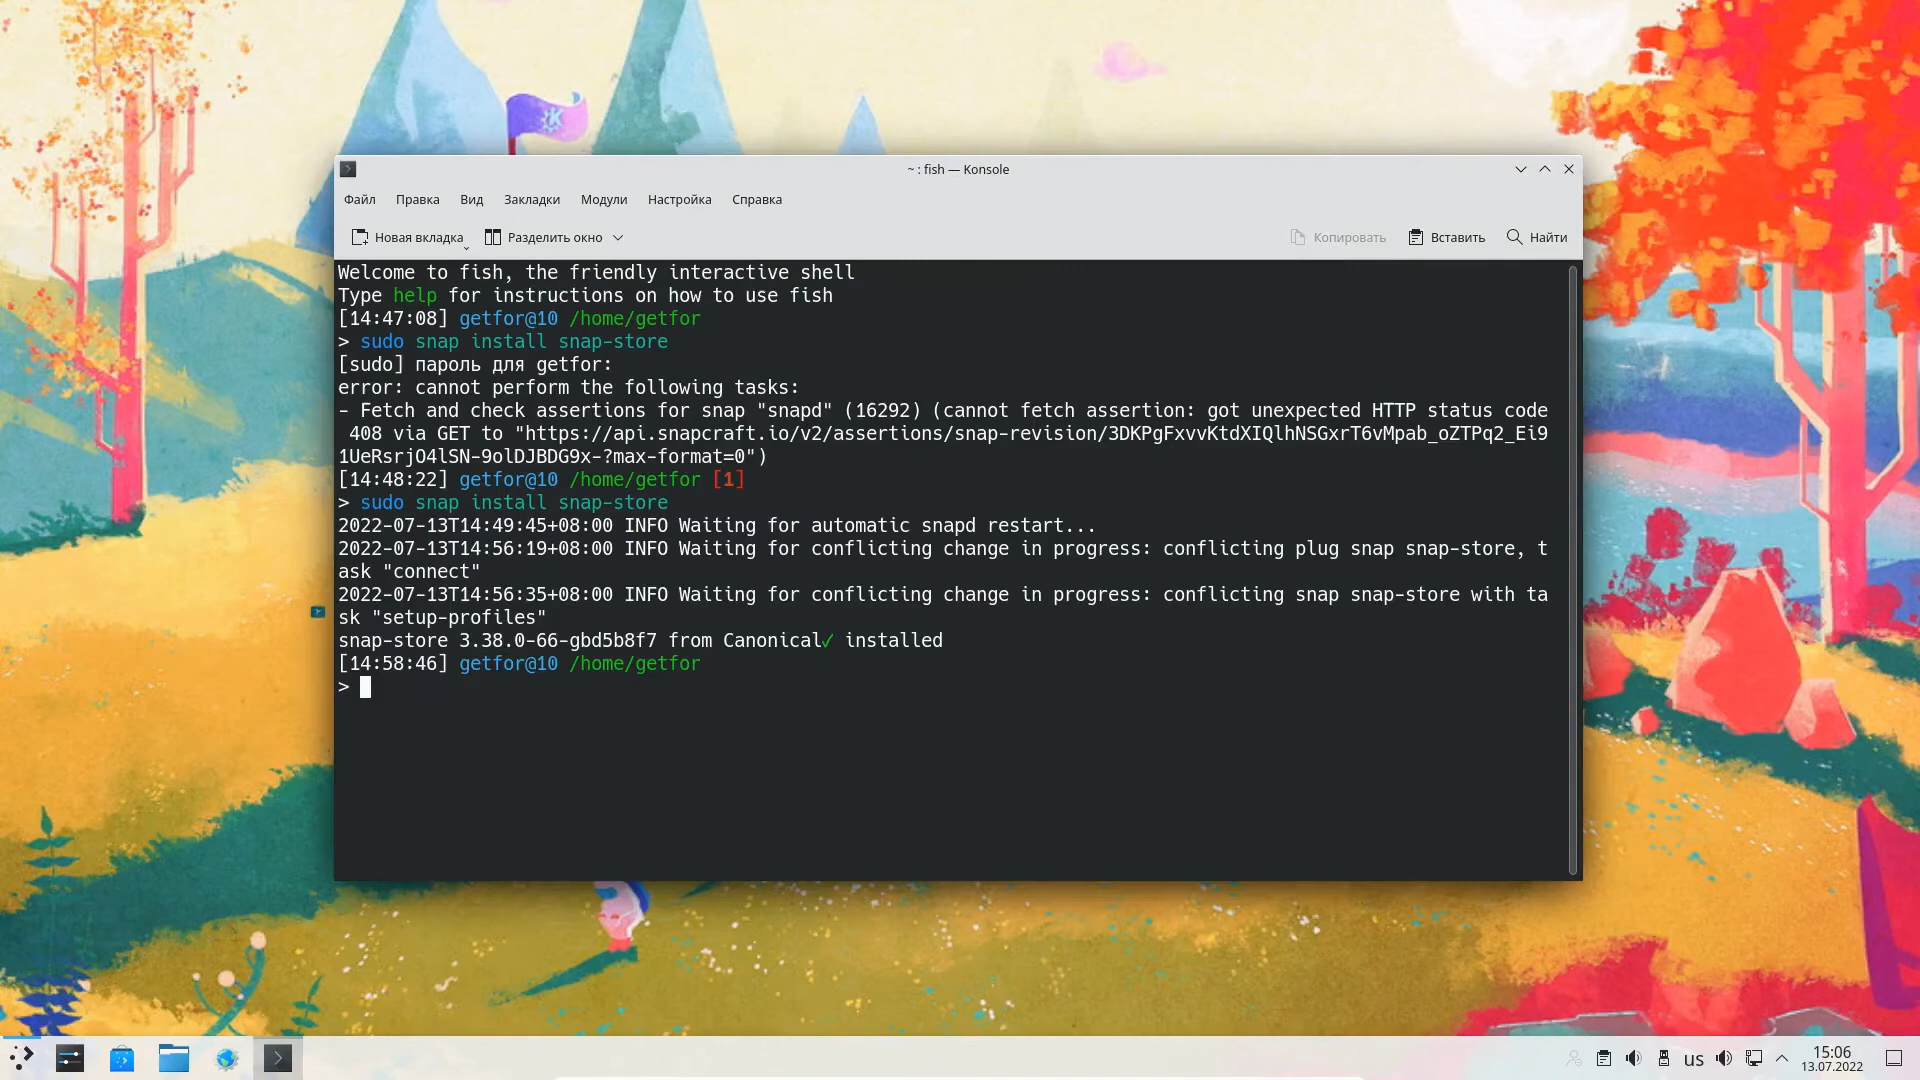 ~ : fish — Konsole
Файл Правка Вид Закладки Модули Настройка Справка
Новая вкладка Разделить окно Копировать Вставить Найти
Welcome to fish, the friendly interactive shell
Type help for instructions on how to use fish
[14:47:08] getfor@10 /home/getfor
> sudo snap install snap-store
[sudo] пароль для getfor:
error: cannot perform the following tasks:
- Fetch and check assertions for snap "snapd" (16292) (cannot fetch assertion: got unexpected HTTP status code
408 via GET to "https://api.snapcraft.io/v2/assertions/snap-revision/3DKPgFxvvKtdXIQlhNSGxrT6vMpab_oZTPq2_Ei9
1UeRsrjO4lSN-9olDJBDG9x-?max-format=0")
[14:48:22] getfor@10 /home/getfor [1]
> sudo snap install snap-store
2022-07-13T14:49:45+08:00 INFO Waiting for automatic snapd restart...
2022-07-13T14:56:19+08:00 INFO Waiting for conflicting change in progress: conflicting plug snap snap-store, t
ask "connect"
2022-07-13T14:56:35+08:00 INFO Waiting for conflicting change in progress: conflicting snap snap-store with ta
sk "setup-profiles"
snap-store 3.38.0-66-gbd5b8f7 from Canonical✓ installed
[14:58:46] getfor@10 /home/getfor
>
us 15:06
13.07.2022